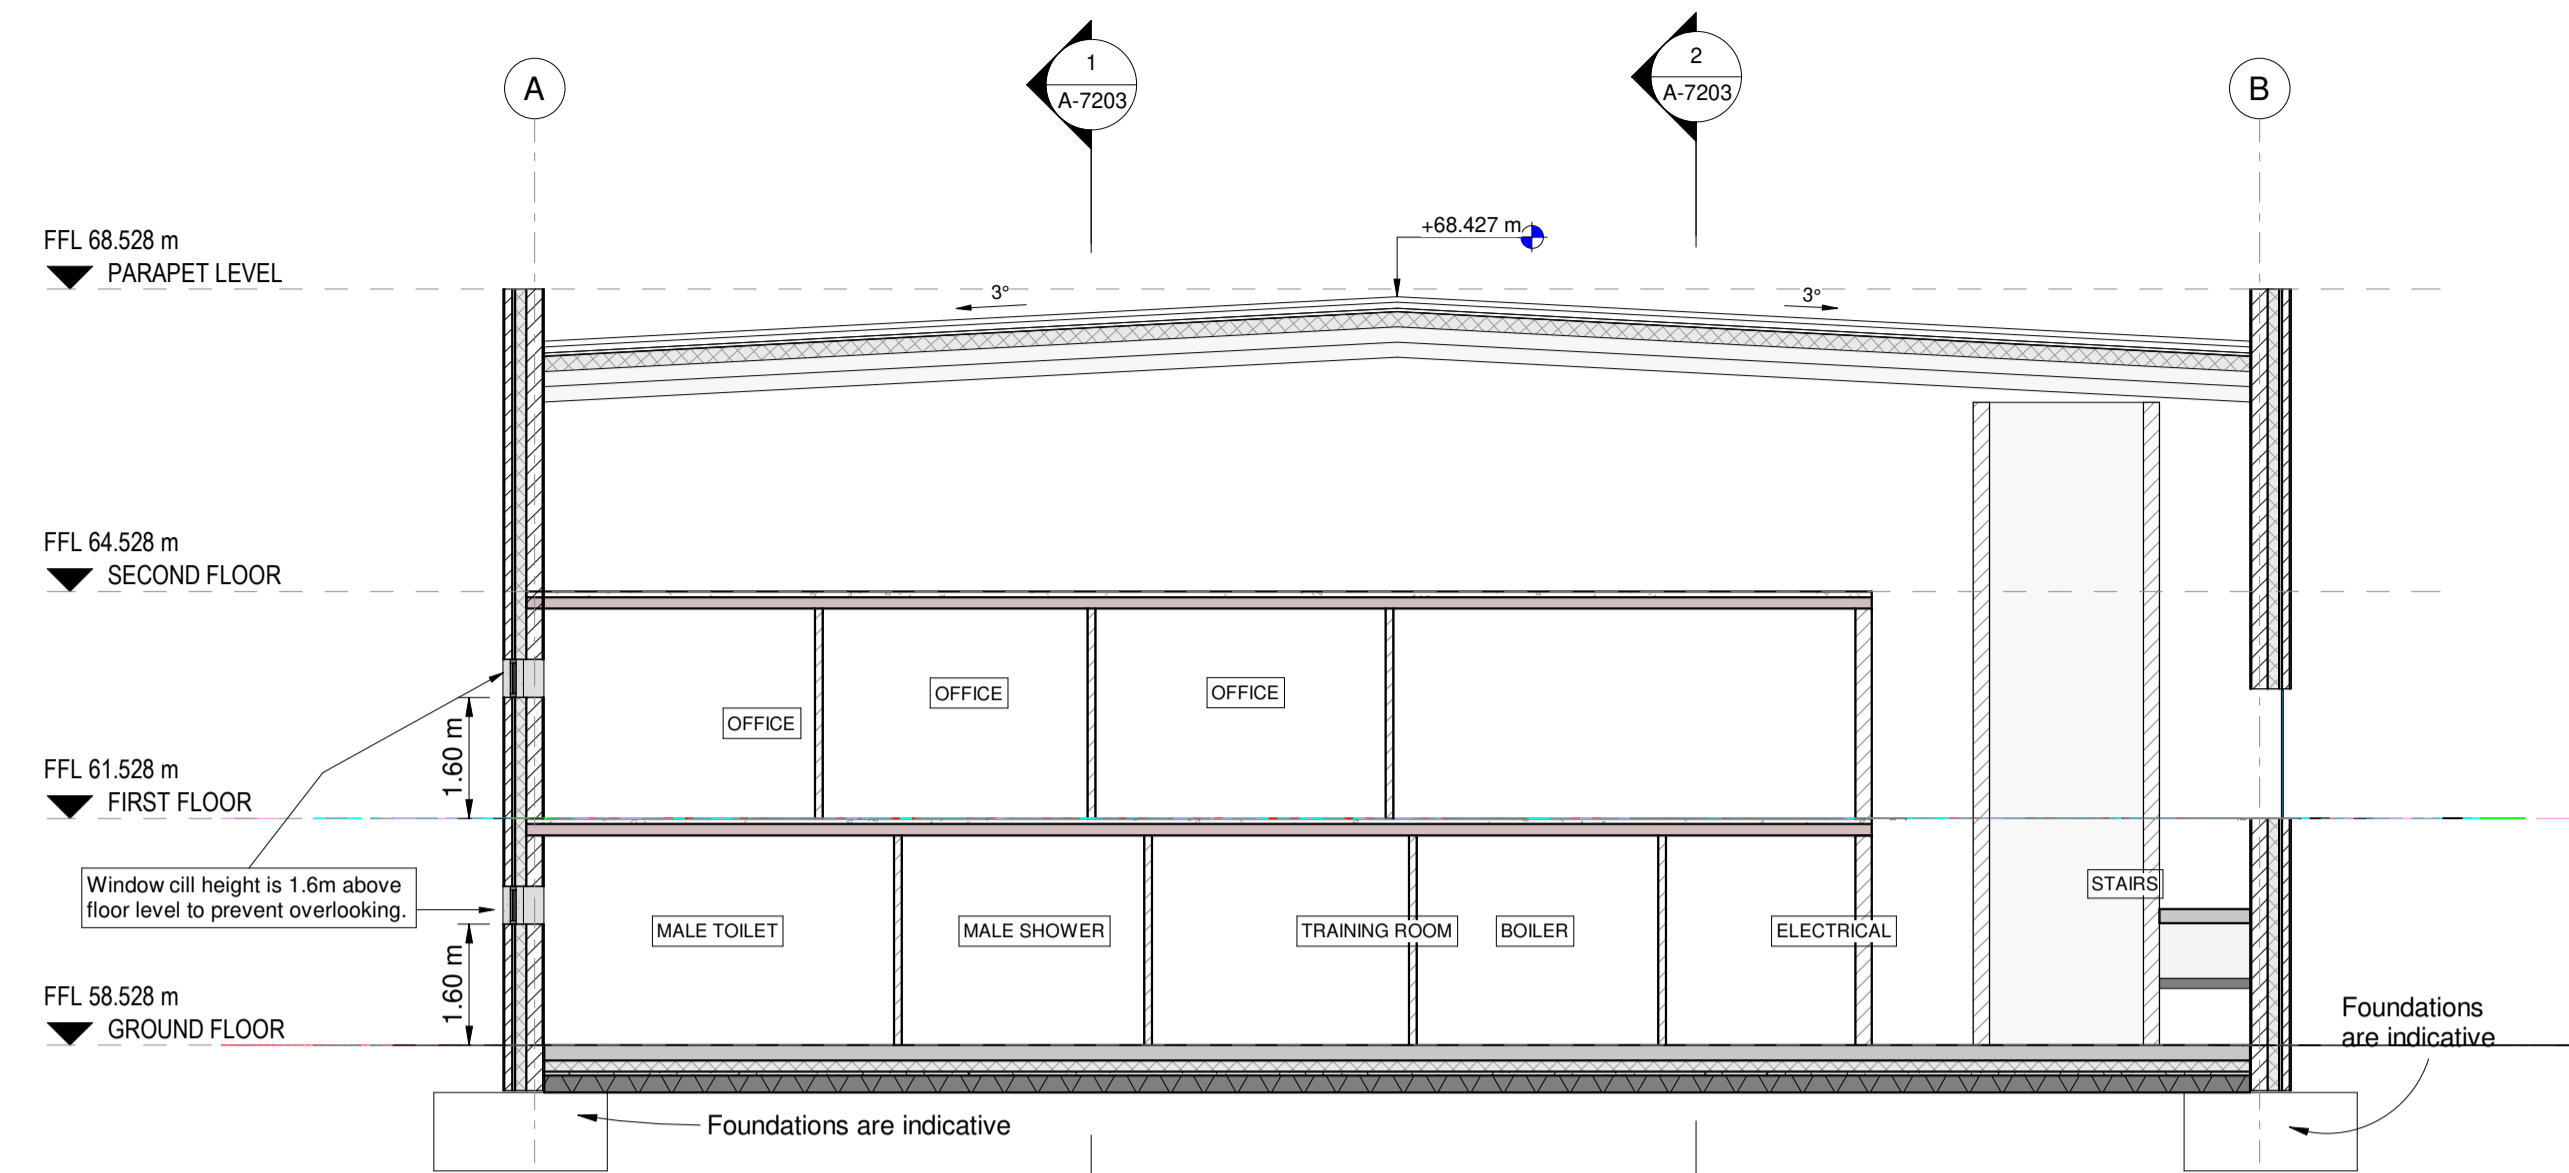 A
1
A-7203
2
A-7203
B
+68.427 m
FFL 68.528 m
PARAPET LEVEL
3°
3°
FFL 64.528 m
SECOND FLOOR
OFFICE
OFFICE
OFFICE
1.60 m
FFL 61.528 m
FIRST FLOOR
Window cill height is 1.6m above
floor level to prevent overlooking.
STAIRS
MALE TOILET
MALE SHOWER
TRAINING ROOM
BOILER
ELECTRICAL
1.60 m
FFL 58.528 m
GROUND FLOOR
Foundations
are indicative
Foundations are indicative